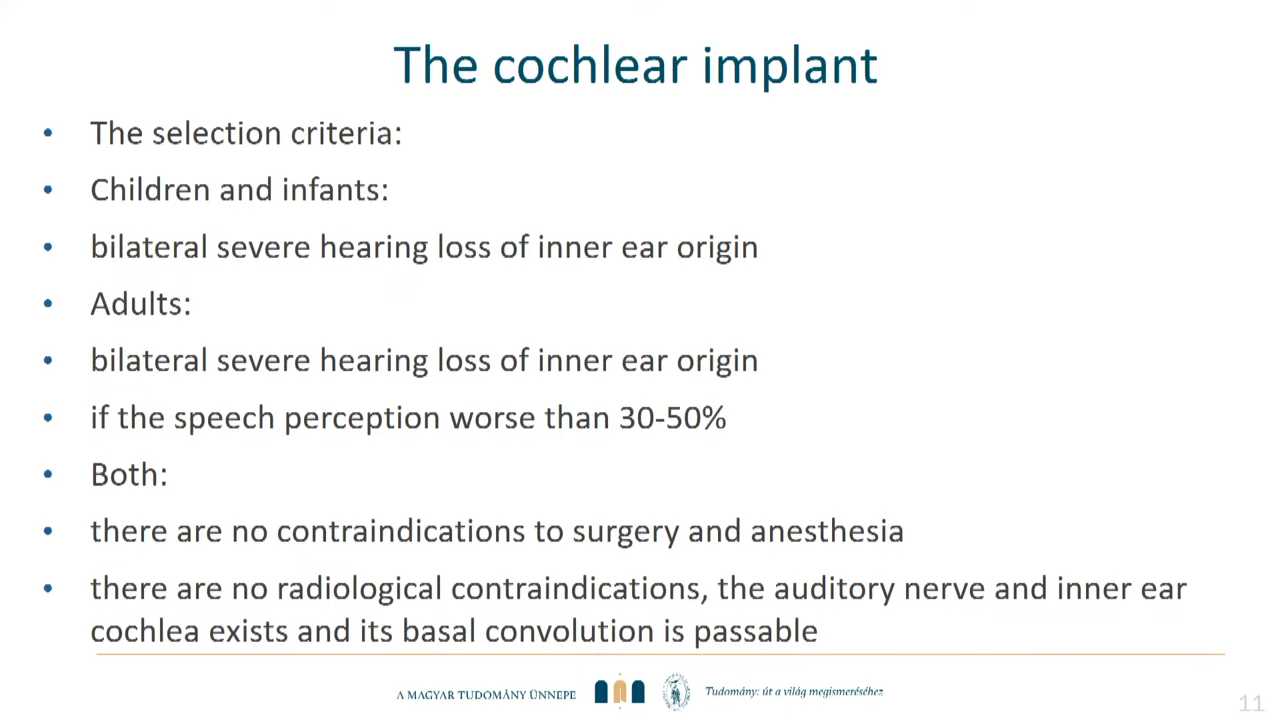 The cochlear implant
• The selection criteria:
• Children and infants:
• bilateral severe hearing loss of inner ear origin
• Adults:
• bilateral severe hearing loss of inner ear origin
• if the speech perception worse than 30-50%
• Both:
• there are no contraindications to surgery and anesthesia
• there are no radiological contraindications, the auditory nerve and inner ear
cochlea exists and its basal convolution is passable
A MAGYAR TUDOMÁNY ÜNNEPE
Tudomány: út a világ megismeréséhez
11